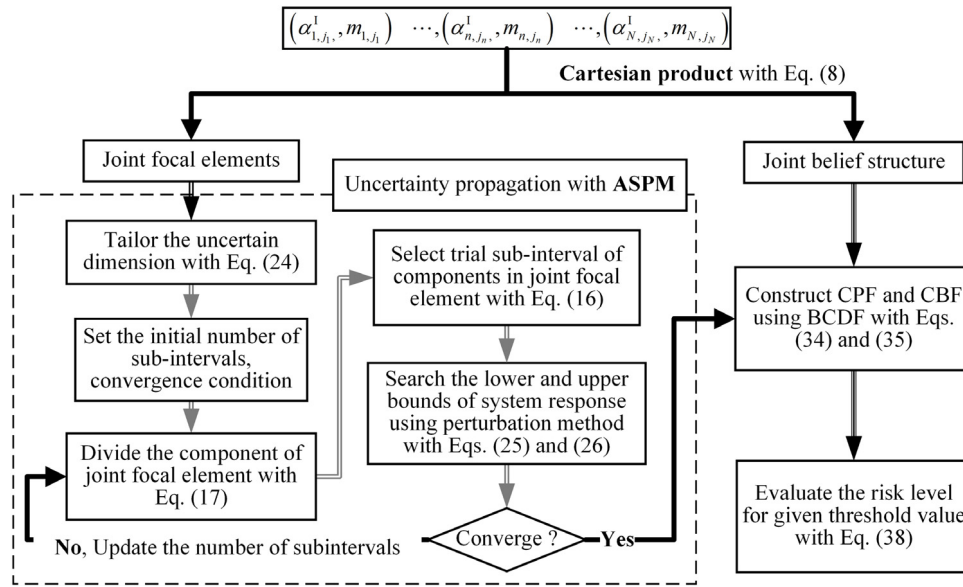 (α^I_{1,j_1}, m_{1,j_1}) ⋯,(α^I_{n,j_n}, m_{n,j_n}) ⋯,(α^I_{N,j_N}, m_{N,j_N})
Cartesian product with Eq. (8)
Joint focal elements
Joint belief structure
Uncertainty propagation with ASPM
Tailor the uncertain
dimension with Eq. (24)
Set the initial number of
sub-intervals,
convergence condition
Divide the component of
joint focal element with
Eq. (17)
Select trial sub-interval of
components in joint focal
element with Eq. (16)
Search the lower and upper
bounds of system response
using perturbation method
with Eqs. (25) and (26)
Converge ?
No, Update the number of subintervals
Yes
Construct CPF and CBF
using BCDF with Eqs.
(34) and (35)
Evaluate the risk level
for given threshold value
with Eq. (38)